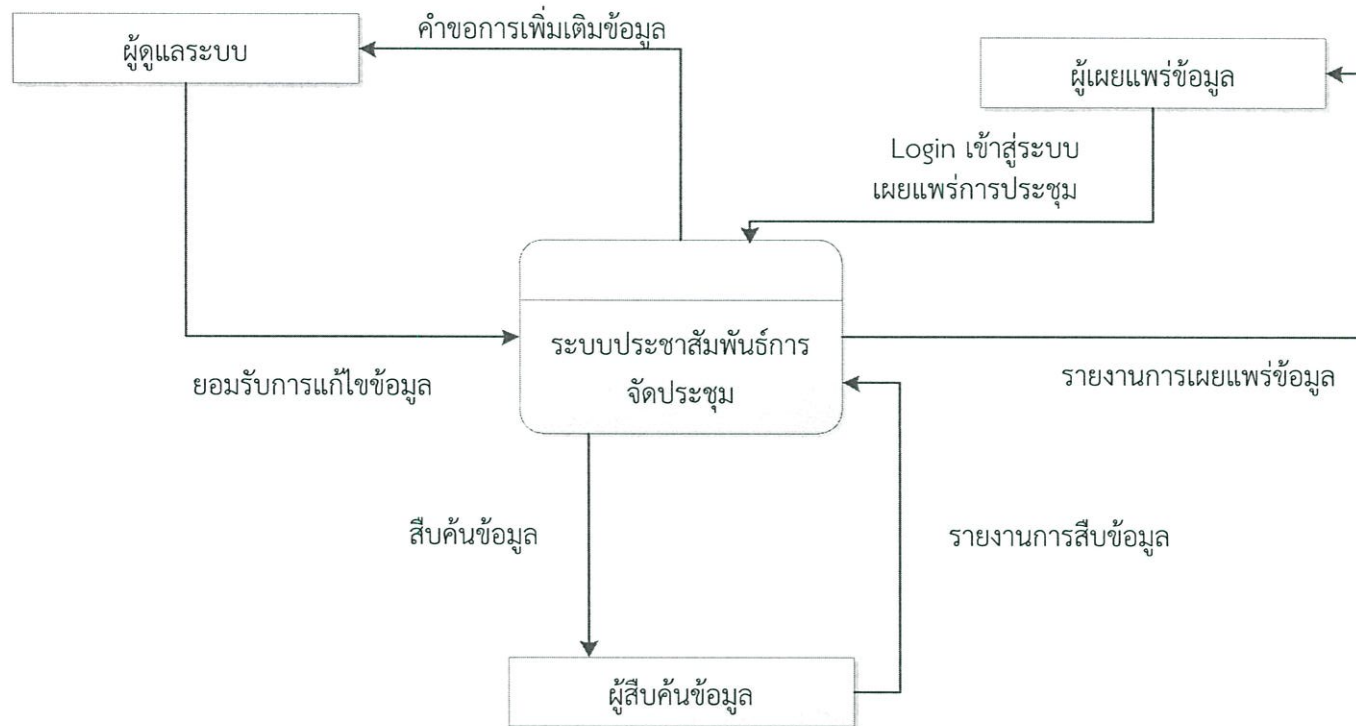 คำขอการเพิ่มเติมข้อมูล
ผู้ดูแลระบบ
ผู้เผยแพร่ข้อมูล
Login เข้าสู่ระบบ
เผยแพร่การประชุม
ระบบประชาสัมพันธ์การ
จัดประชุม
ยอมรับการแก้ไขข้อมูล
รายงานการเผยแพร่ข้อมูล
สืบค้นข้อมูล
รายงานการสืบข้อมูล
ผู้สืบค้นข้อมูล